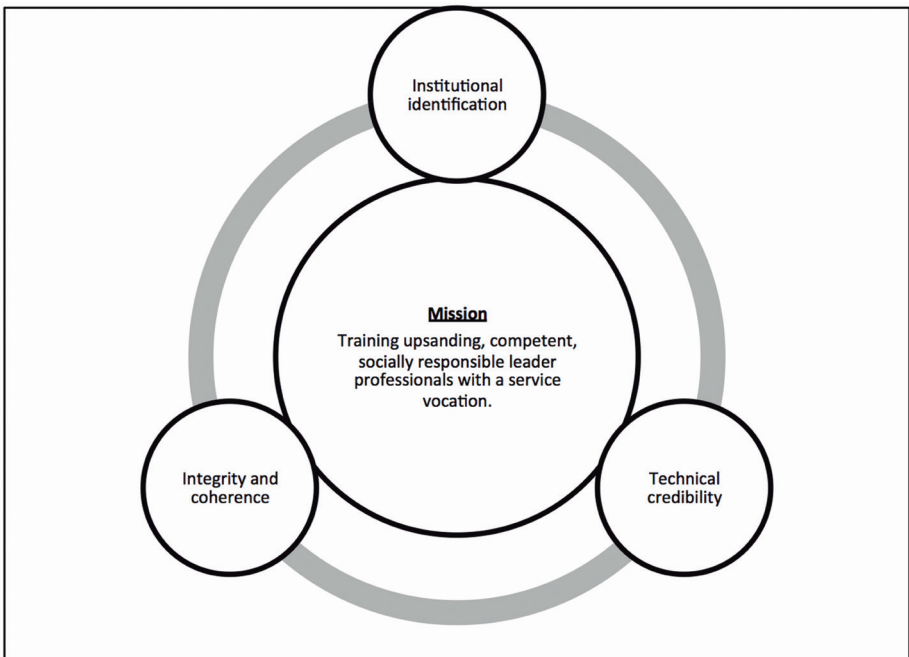 Institutional
identification
Mission
Training upsanding, competent,
socially responsible leader
professionals with a service
vocation.
Integrity and
coherence
Technical
credibility